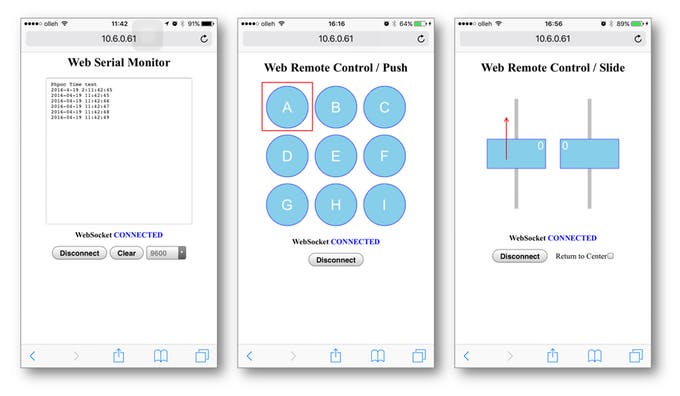 olleh 11:42 91%
10.6.0.61
Web Serial Monitor
Phpoc Time test
2016-4-19 2:11:42:45
2016-04-19 11:42:45
2016-04-19 11:42:46
2016-04-19 11:42:47
2016-04-19 11:42:48
2016-04-19 11:42:49
WebSocket CONNECTED
Disconnect Clear 9600
olleh 16:16 64%
10.6.0.61
Web Remote Control / Push
A B C
D E F
G H I
WebSocket CONNECTED
Disconnect
olleh 16:56 89%
10.6.0.61
Web Remote Control / Slide
0 0
WebSocket CONNECTED
Disconnect Return to Center